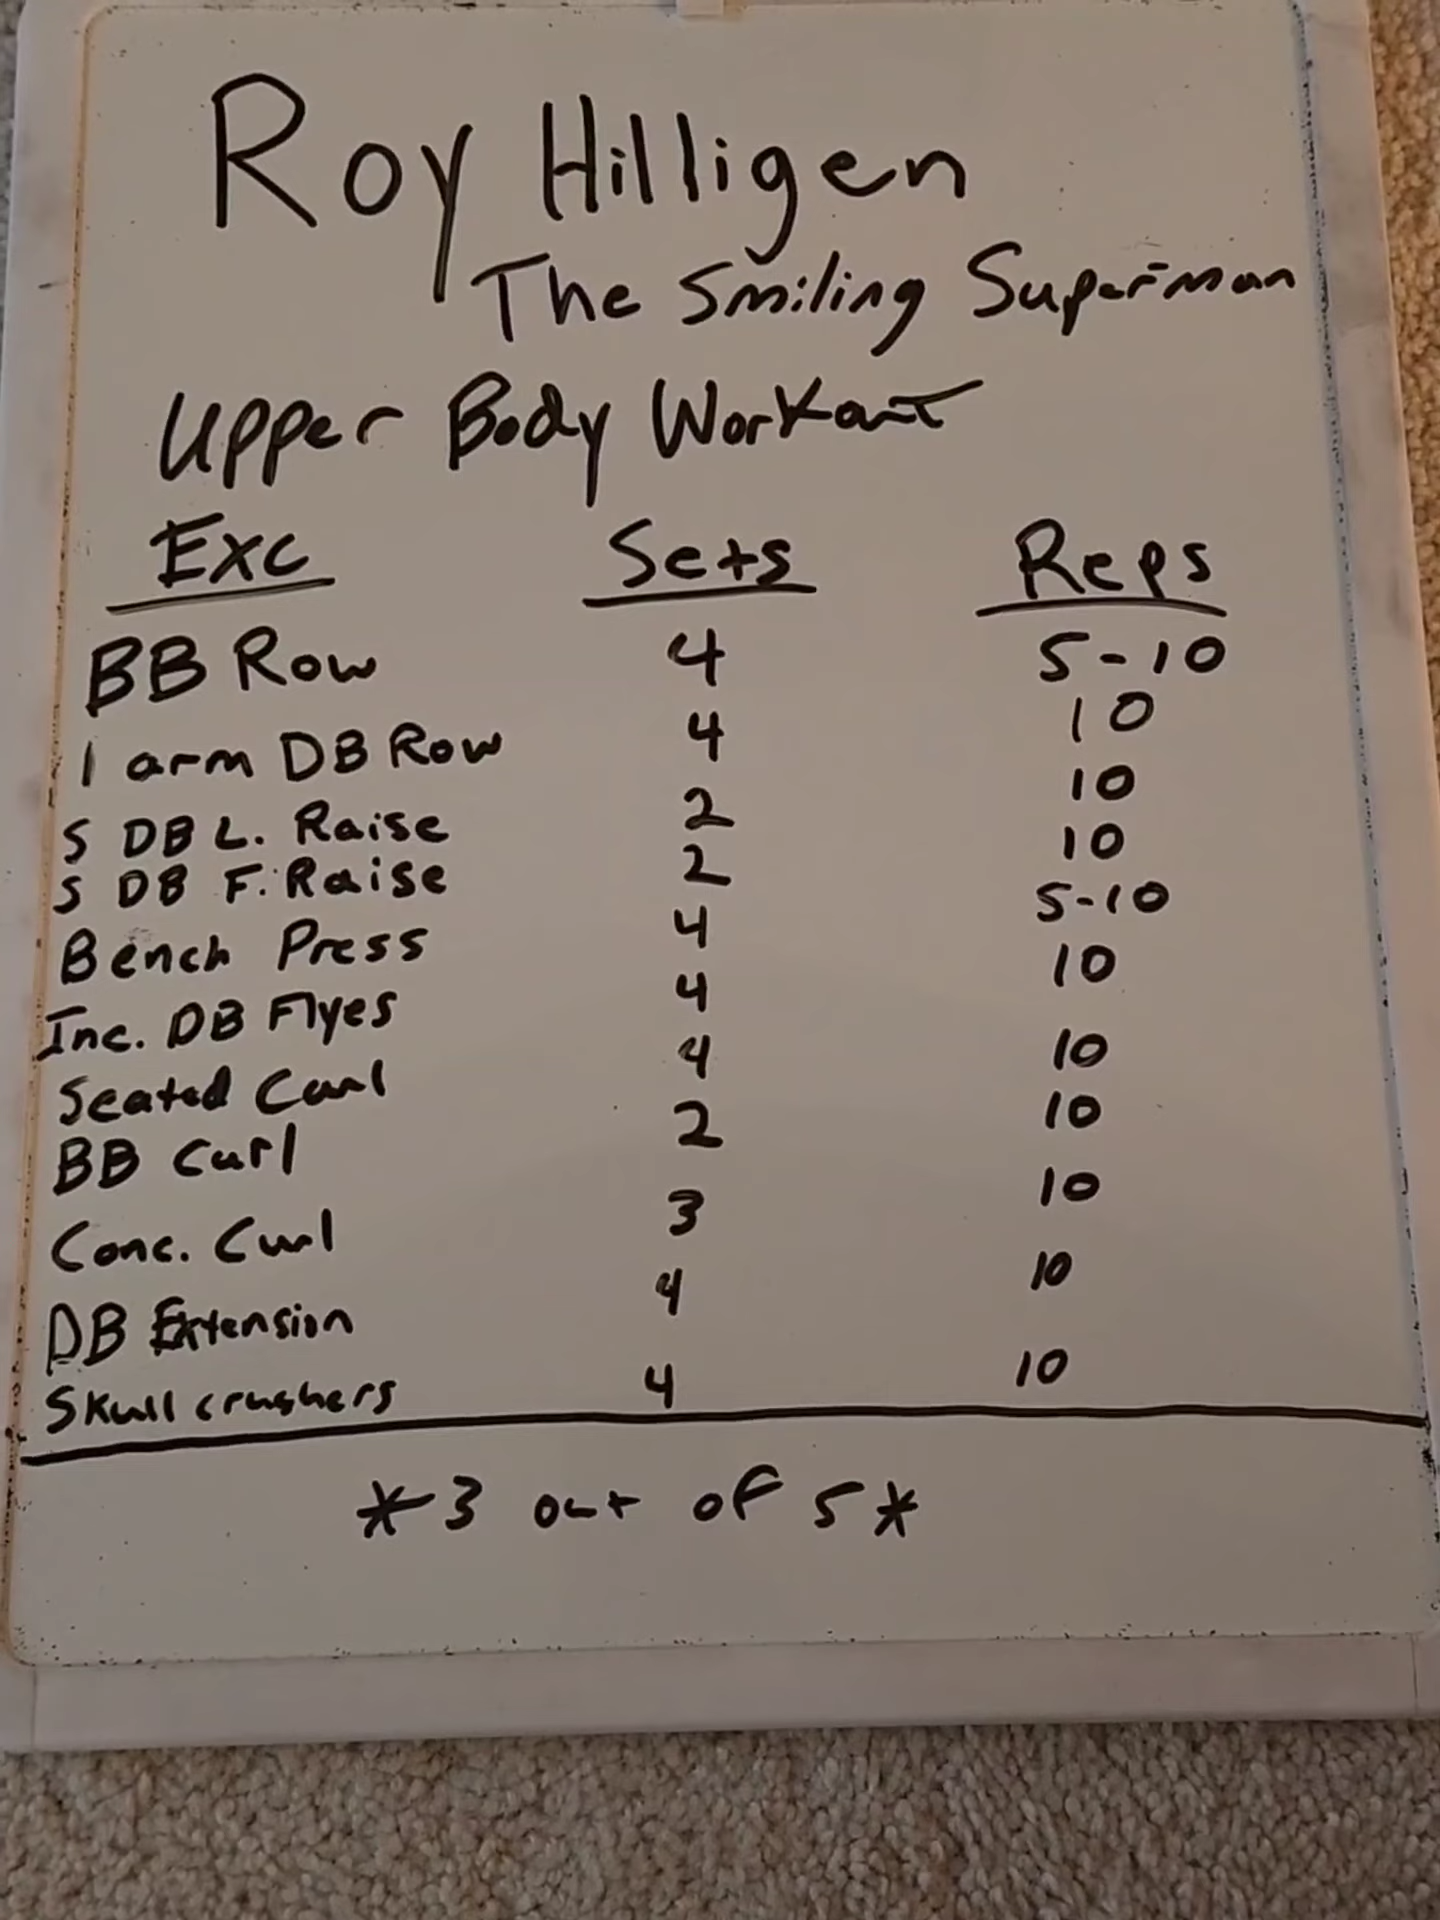 Roy Hilligen
The Smiling Superman
Upper Body Workout
Exc Sets Reps
BB Row 4 5-10
1 arm DB Row 4 10
S DB L. Raise 2 10
S DB F. Raise 2 10
Bench Press 4 5-10
Inc. DB Flyes 4 10
Seated Curl 4 10
BB Curl 2 10
Conc. Curl 3 10
DB Extension 4 10
Skull crushers 4 10
*3 out of 5*